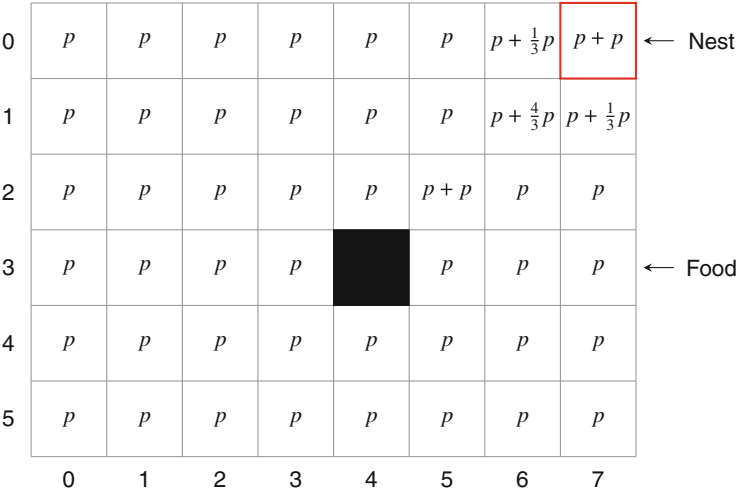 0 p p p p p p p + 1/3 p p + p ← Nest
1 p p p p p p p + 4/3 p p + 1/3 p
2 p p p p p p + p p p
3 p p p p p p p ← Food
4 p p p p p p p p
5 p p p p p p p p
0 1 2 3 4 5 6 7